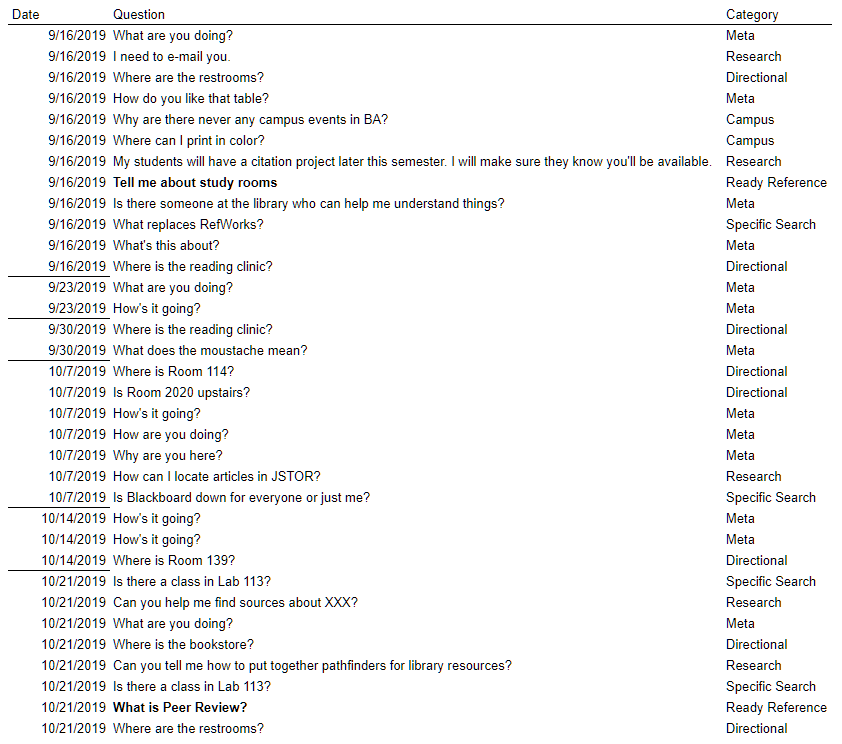 Date Question Category
9/16/2019 What are you doing? Meta
9/16/2019 I need to e-mail you. Research
9/16/2019 Where are the restrooms? Directional
9/16/2019 How do you like that table? Meta
9/16/2019 Why are there never any campus events in BA? Campus
9/16/2019 Where can I print in color? Campus
9/16/2019 My students will have a citation project later this semester. I will make sure they know you'll be available. Research
9/16/2019 Tell me about study rooms Ready Reference
9/16/2019 Is there someone at the library who can help me understand things? Meta
9/16/2019 What replaces RefWorks? Specific Search
9/16/2019 What's this about? Meta
9/16/2019 Where is the reading clinic? Directional
9/23/2019 What are you doing? Meta
9/23/2019 How's it going? Meta
9/30/2019 Where is the reading clinic? Directional
9/30/2019 What does the moustache mean? Meta
10/7/2019 Where is Room 114? Directional
10/7/2019 Is Room 2020 upstairs? Directional
10/7/2019 How's it going? Meta
10/7/2019 How are you doing? Meta
10/7/2019 Why are you here? Meta
10/7/2019 How can I locate articles in JSTOR? Research
10/7/2019 Is Blackboard down for everyone or just me? Specific Search
10/14/2019 How's it going? Meta
10/14/2019 How's it going? Meta
10/14/2019 Where is Room 139? Directional
10/21/2019 Is there a class in Lab 113? Specific Search
10/21/2019 Can you help me find sources about XXX? Research
10/21/2019 What are you doing? Meta
10/21/2019 Where is the bookstore? Directional
10/21/2019 Can you tell me how to put together pathfinders for library resources? Research
10/21/2019 Is there a class in Lab 113? Specific Search
10/21/2019 What is Peer Review? Ready Reference
10/21/2019 Where are the restrooms? Directional